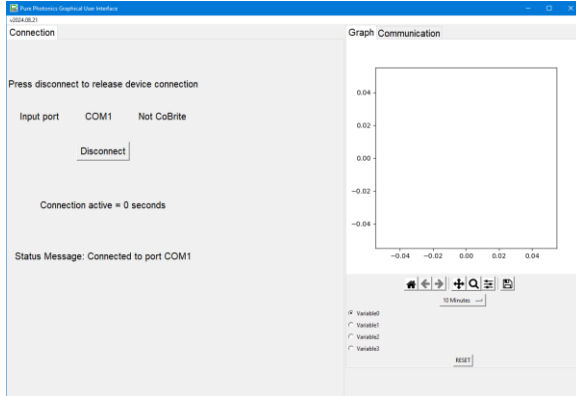 Pure Photonics Graphical User Interface
v2024.08.21
Connection
Graph Communication
Press disconnect to release device connection
Input port COM1 Not CoBrite
Disconnect
Connection active = 0 seconds
Status Message: Connected to port COM1
0.04
0.02
0.00
−0.02
−0.04
−0.04 −0.02 0.00 0.02 0.04
10 Minutes
Variable0
Variable1
Variable2
Variable3
RESET